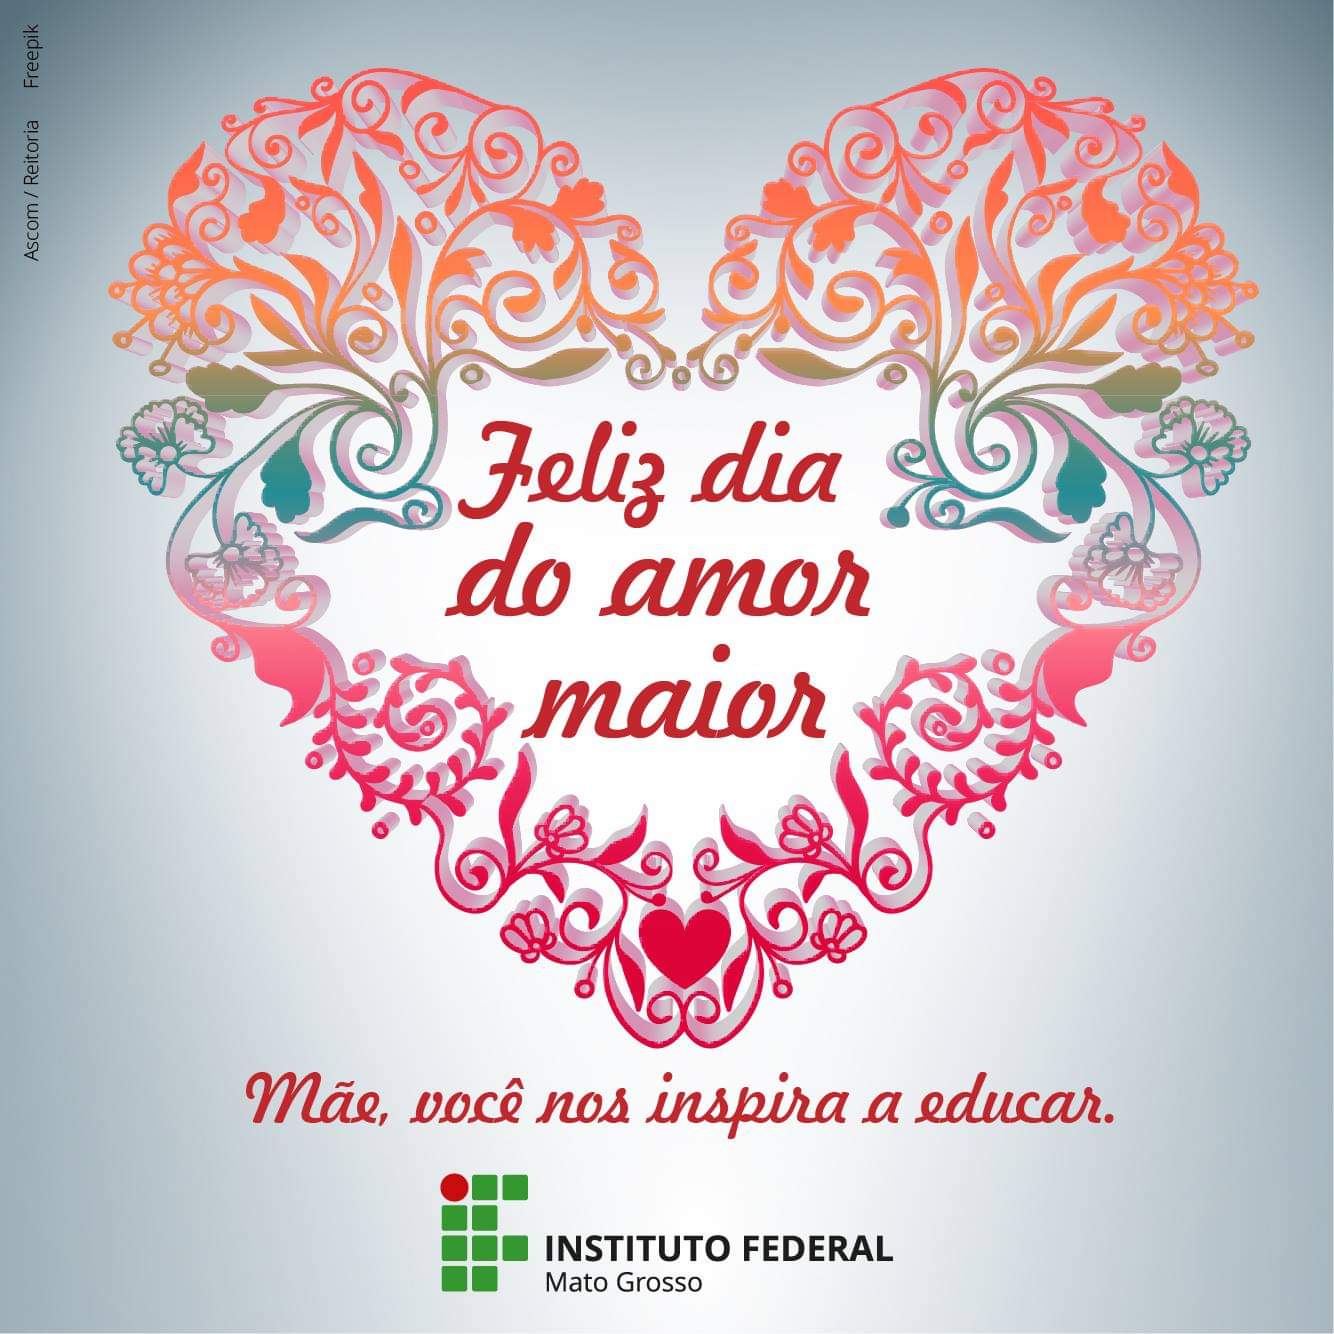 Ascom / Reitoria Freepik
Feliz dia
do amor
maior
Mãe, você nos inspira a educar.
INSTITUTO FEDERAL
Mato Grosso